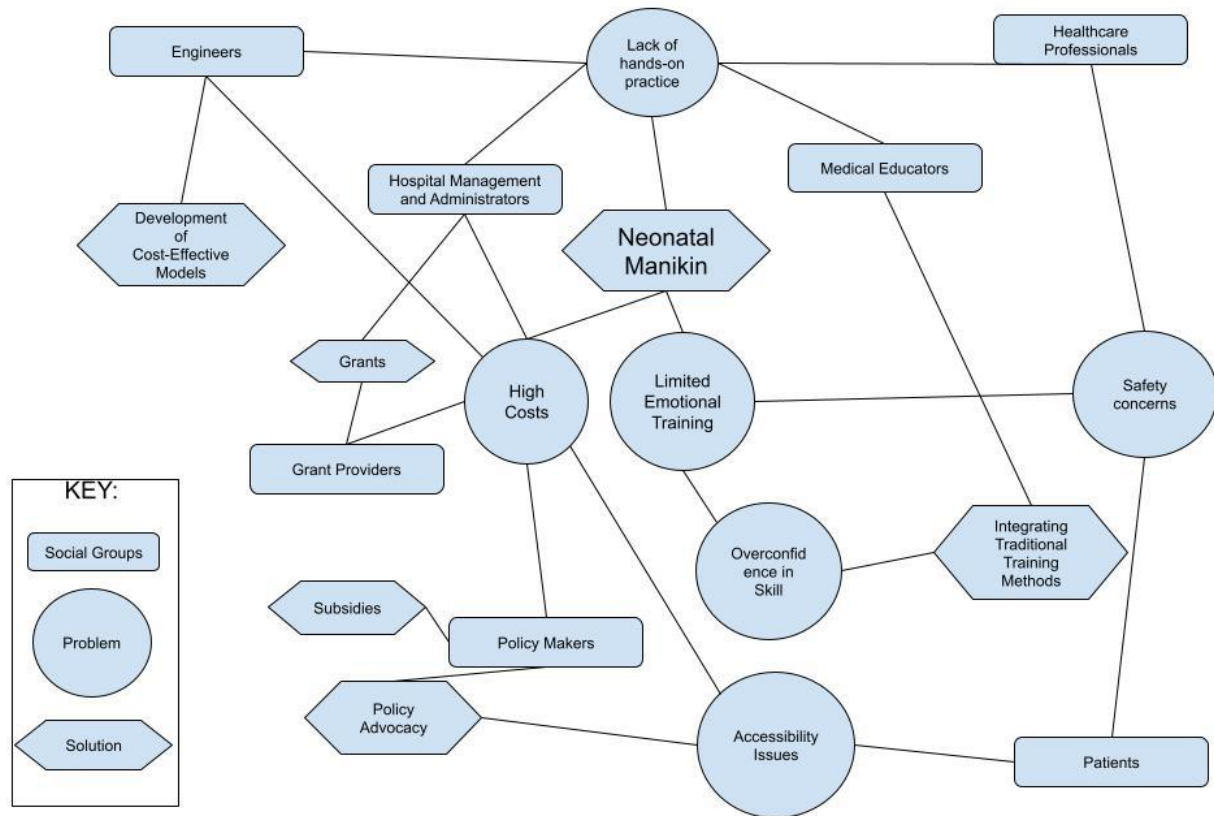 Engineers
Lack of
hands-on
practice
Healthcare
Professionals
Hospital Management
and Administrators
Medical Educators
Development
of
Cost-Effective
Models
Neonatal
Manikin
Grants
High
Costs
Limited
Emotional
Training
Safety
concerns
Grant Providers
KEY:
Social Groups
Problem
Solution
Overconfid
ence in
Skill
Integrating
Traditional
Training
Methods
Subsidies
Policy Makers
Policy
Advocacy
Accessibility
Issues
Patients